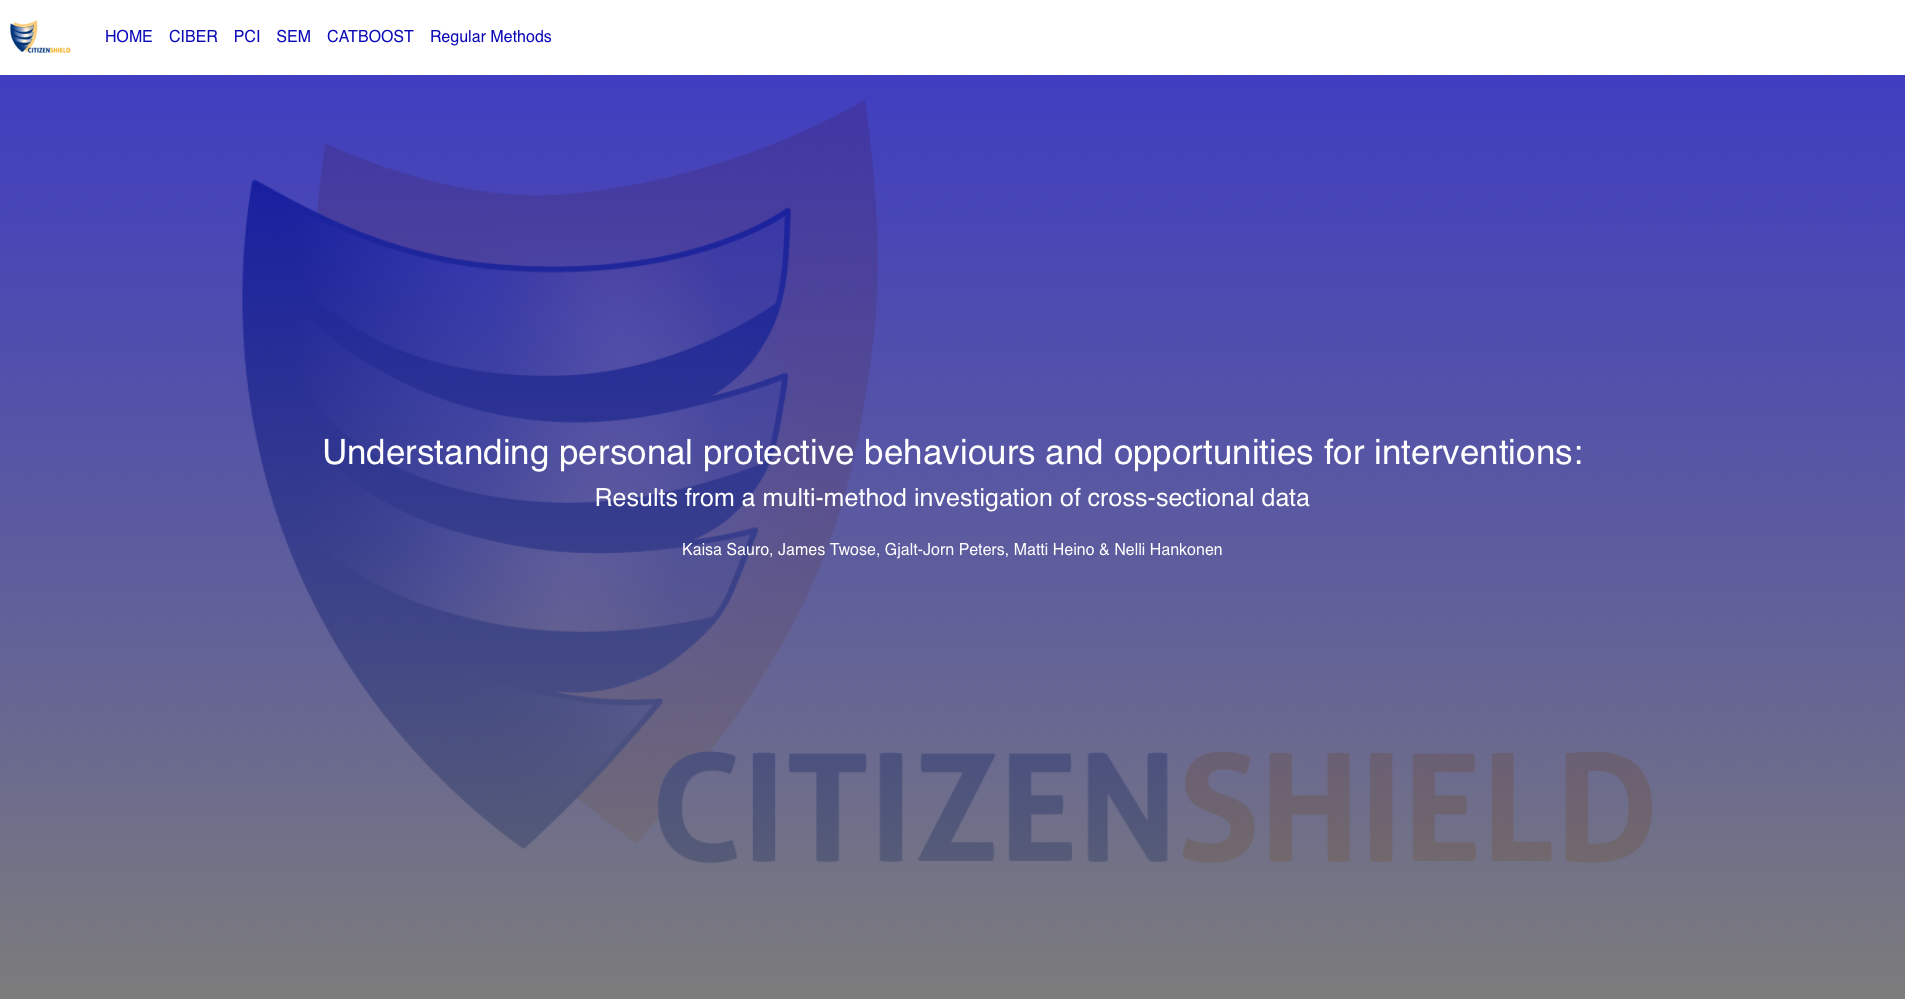 CITIZENSHIELD
HOME CIBER PCI SEM CATBOOST Regular Methods
Understanding personal protective behaviours and opportunities for interventions:
Results from a multi-method investigation of cross-sectional data
Kaisa Sauro, James Twose, Gjalt-Jorn Peters, Matti Heino & Nelli Hankonen
CITIZENSHIELD